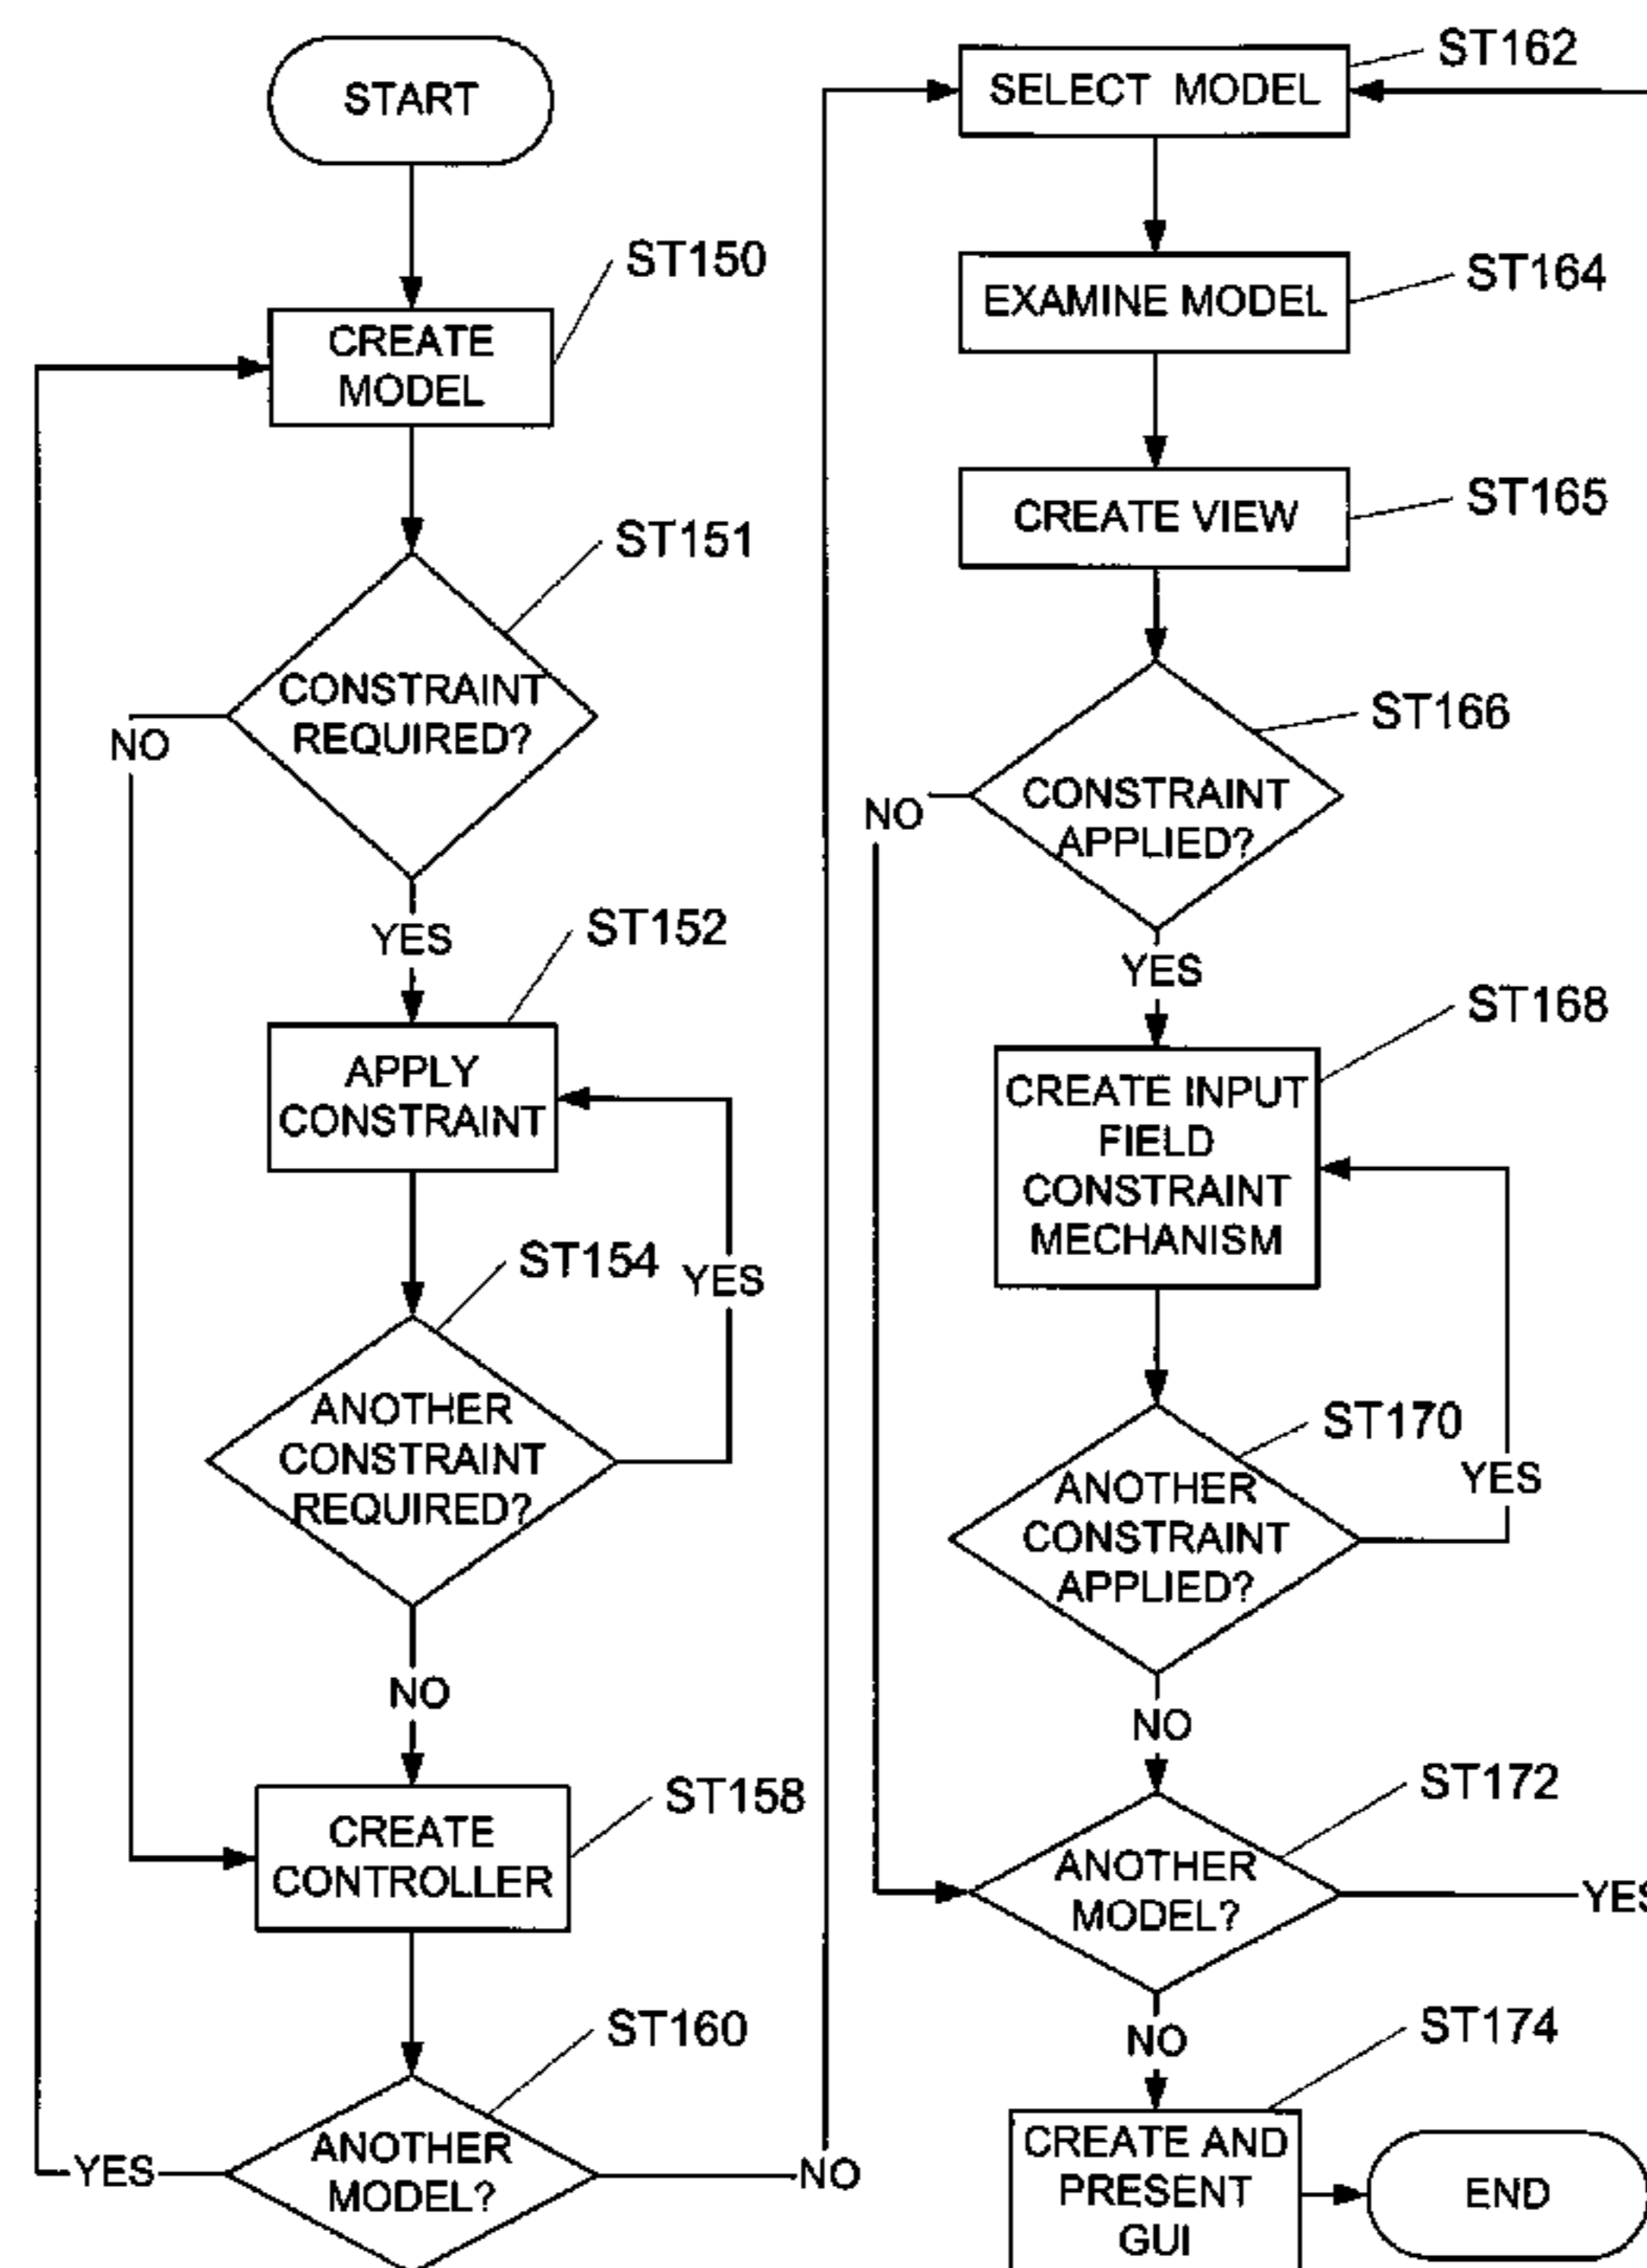 START
ST150
CREATE
MODEL
ST151
CONSTRAINT
REQUIRED?
NO
YES
ST152
APPLY
CONSTRAINT
ST154
YES
ANOTHER
CONSTRAINT
REQUIRED?
NO
ST158
CREATE
CONTROLLER
ST160
ANOTHER
MODEL?
YES
NO
ST162
SELECT MODEL
ST164
EXAMINE MODEL
ST165
CREATE VIEW
ST166
CONSTRAINT
APPLIED?
NO
YES
ST168
CREATE INPUT
FIELD
CONSTRAINT
MECHANISM
ST170
YES
ANOTHER
CONSTRAINT
APPLIED?
NO
ST172
ANOTHER
MODEL?
YES
NO
ST174
CREATE AND
PRESENT
GUI
END